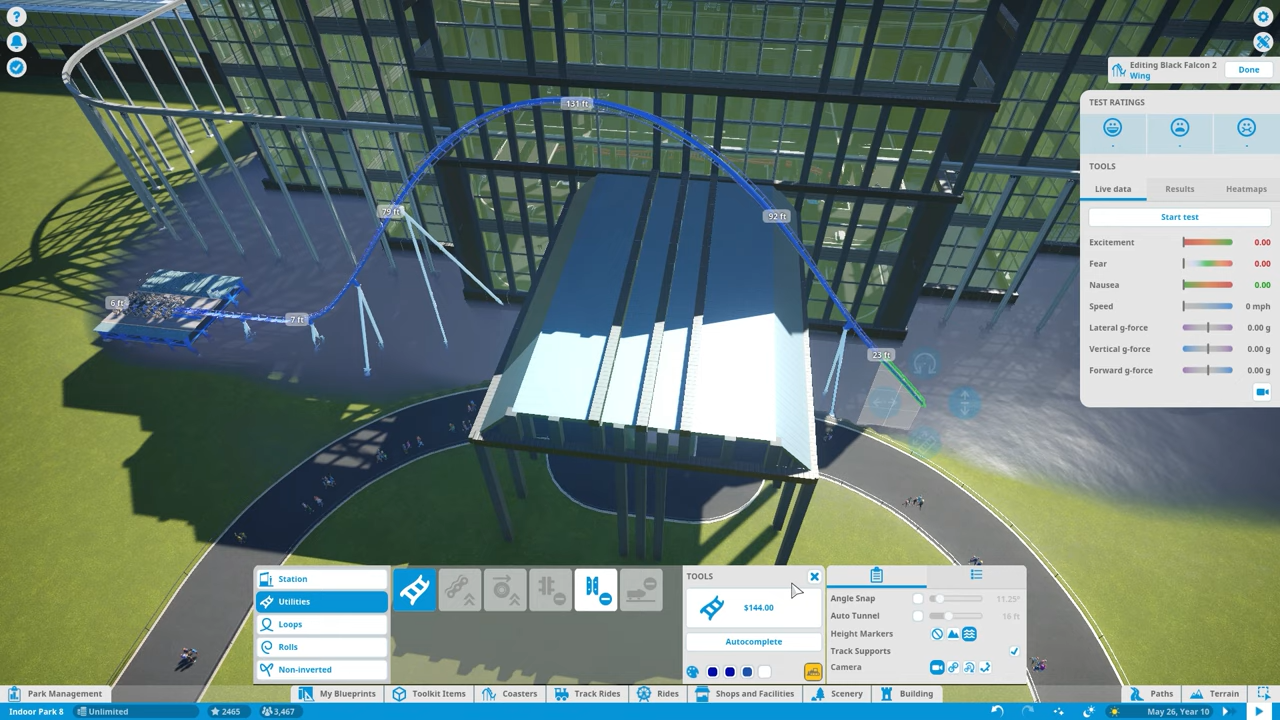 Editing Black Falcon 2
Wing
Done
TEST RATINGS
-
-
-
TOOLS
Live data
Results
Heatmaps
Start test
Excitement 0.00
Fear 0.00
Nausea 0.00
Speed 0 mph
Lateral g-force 0.00 g
Vertical g-force 0.00 g
Forward g-force 0.00 g
131 ft
79 ft
92 ft
6 ft
7 ft
23 ft
Station
Utilities
Loops
Rolls
Non-inverted
TOOLS
$144.00
Autocomplete
Angle Snap 11.25°
Auto Tunnel 16 ft
Height Markers
Track Supports
Camera
Park Management
My Blueprints
Toolkit Items
Coasters
Track Rides
Rides
Shops and Facilities
Scenery
Building
Paths
Terrain
Indoor Park 8
Unlimited
2465
3,467
May 26, Year 10